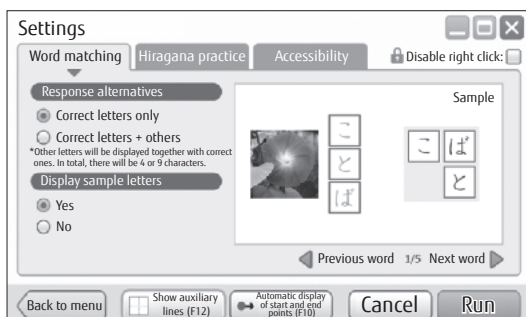 Settings
Word matching
Hiragana practice
Accessibility
Disable right click:
Response alternatives
Correct letters only
Correct letters + others
*Other letters will be displayed together with correct
ones. In total, there will be 4 or 9 characters.
Display sample letters
Yes
No
Sample
こ
と
ば
こ ば
と
Previous word 1/5 Next word
Back to menu
Show auxiliary
lines (F12)
Automatic display
of start and end
points (F10)
Cancel
Run